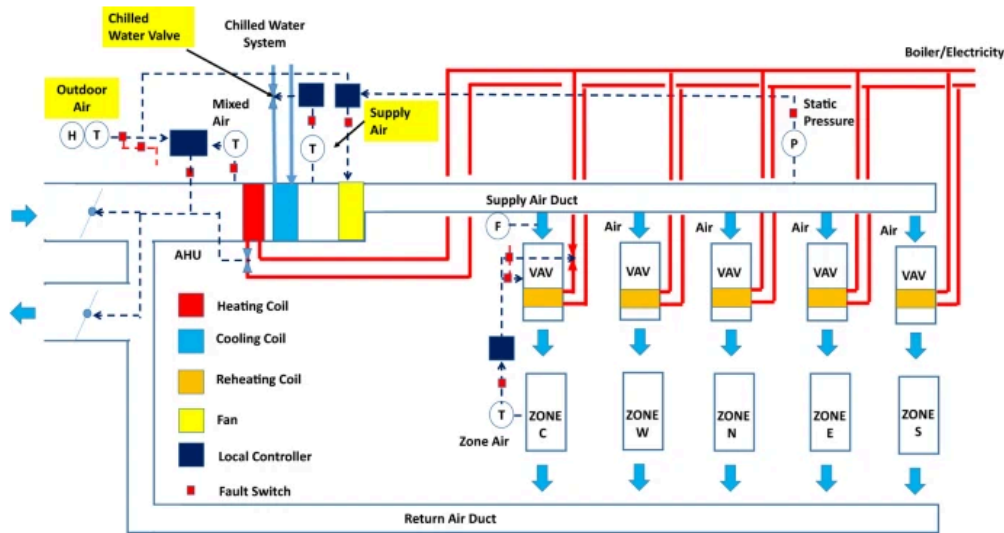 Chilled
Water Valve
Chilled Water
System
Boiler/Electricity
Outdoor
Air
H
T
Mixed
Air
T
T
Supply
Air
Static
Pressure
P
Supply Air Duct
F
Air
Air
Air
Air
AHU
VAV
VAV
VAV
VAV
VAV
Heating Coil
Cooling Coil
Reheating Coil
Fan
Local Controller
Fault Switch
T
Zone Air
ZONE
C
ZONE
W
ZONE
N
ZONE
E
ZONE
S
Return Air Duct